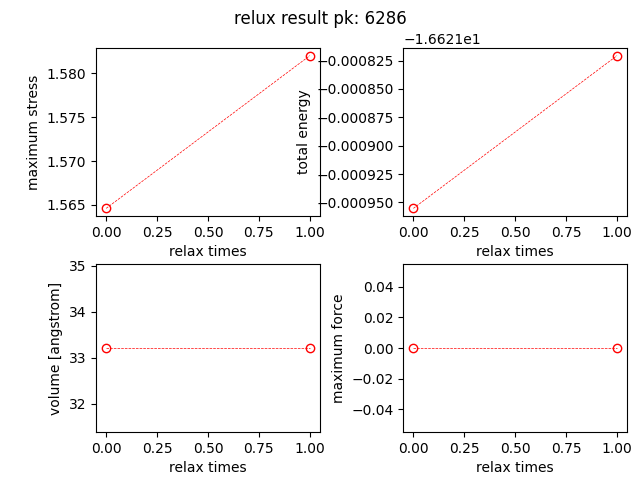 relux result pk: 6286
−1.6621e1
maximum stress
1.580
1.575
1.570
1.565
0.00 0.25 0.50 0.75 1.00
relax times
total energy
−0.000825
−0.000850
−0.000875
−0.000900
−0.000925
−0.000950
0.00 0.25 0.50 0.75 1.00
relax times
volume [angstrom]
35
34
33
32
0.00 0.25 0.50 0.75 1.00
relax times
maximum force
0.04
0.02
0.00
−0.02
−0.04
0.00 0.25 0.50 0.75 1.00
relax times